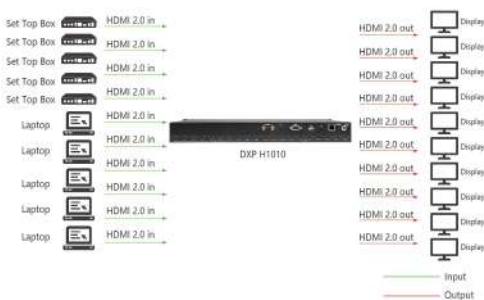 Set Top Box
HDMI 2.0 in
Set Top Box
HDMI 2.0 in
Set Top Box
HDMI 2.0 in
Set Top Box
HDMI 2.0 in
Set Top Box
HDMI 2.0 in
Laptop
HDMI 2.0 in
Laptop
HDMI 2.0 in
Laptop
HDMI 2.0 in
Laptop
HDMI 2.0 in
Laptop
HDMI 2.0 in
DXP H1010
HDMI 2.0 out
Display
HDMI 2.0 out
Display
HDMI 2.0 out
Display
HDMI 2.0 out
Display
HDMI 2.0 out
Display
HDMI 2.0 out
Display
HDMI 2.0 out
Display
HDMI 2.0 out
Display
HDMI 2.0 out
Display
HDMI 2.0 out
Display
Input
Output